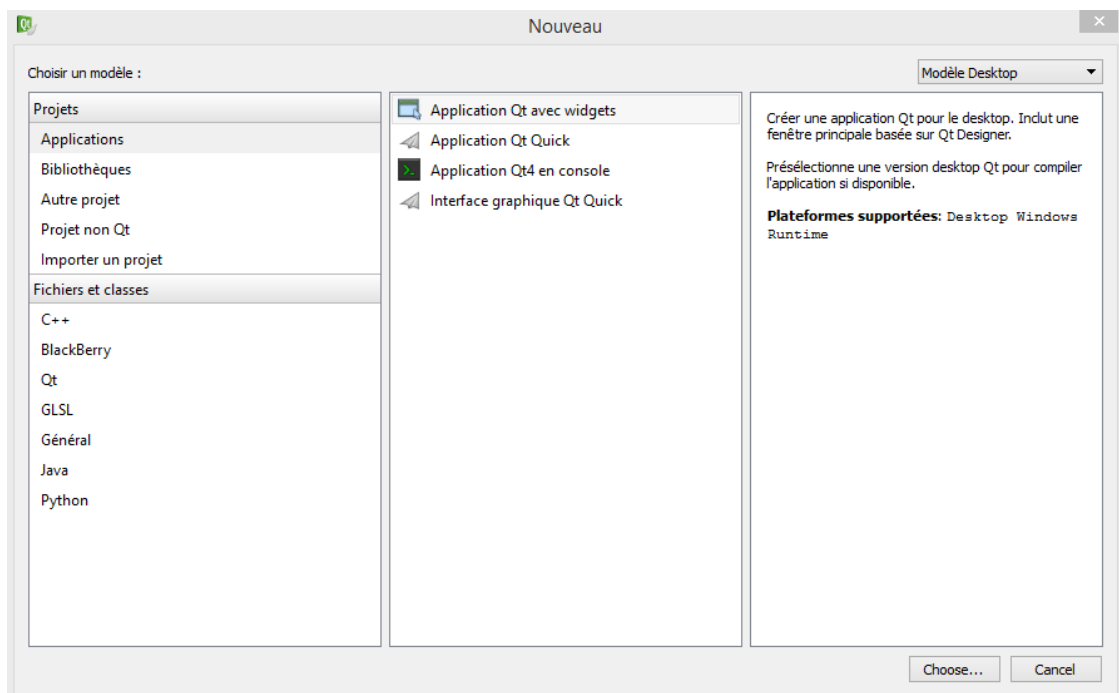 Nouveau
Choisir un modèle :
Modèle Desktop
Projets
Applications
Bibliothèques
Autre projet
Projet non Qt
Importer un projet
Fichiers et classes
C++
BlackBerry
Qt
GLSL
Général
Java
Python
Application Qt avec widgets
Application Qt Quick
Application Qt4 en console
Interface graphique Qt Quick
Créer une application Qt pour le desktop. Inclut une
fenêtre principale basée sur Qt Designer.
Présélectionne une version desktop Qt pour compiler
l'application si disponible.
Plateformes supportées: Desktop Windows
Runtime
Choose...
Cancel